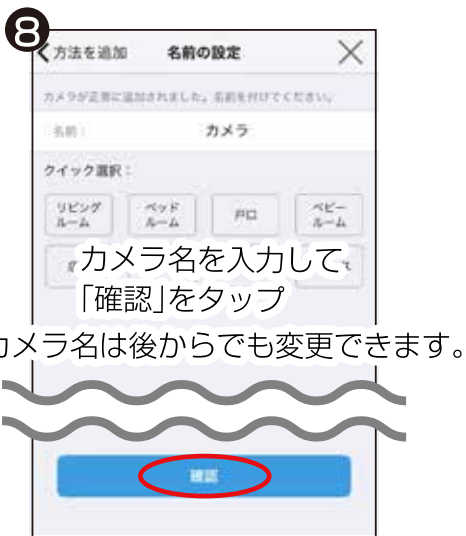 8
方法を追加 名前の設定
カメラが正常に追加されました。名前を付けてください。
名前： カメラ
クイック選択：
リビング
ルーム
ベッド
ルーム
戸口
ベビー
ルーム
カメラ名を入力して
「確認」をタップ
カメラ名は後からでも変更できます。
確認